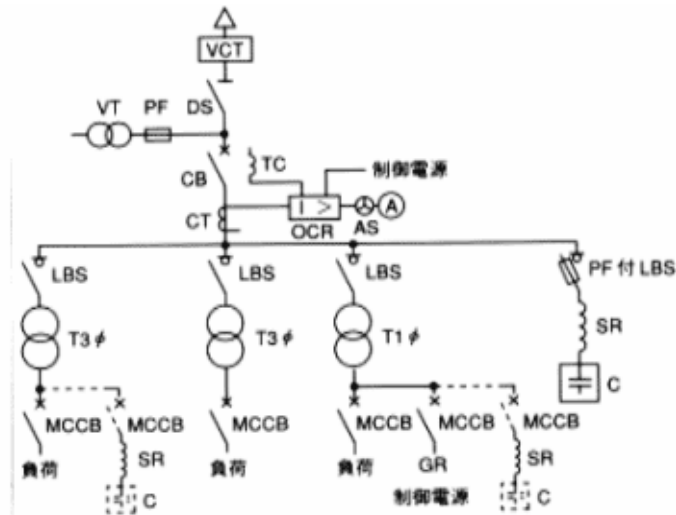 VCT
VT PF DS
TC 制御電源
CB
I > A
CT OCR AS
LBS LBS LBS PF付LBS
SR
T3φ T3φ T1φ
C
MCCB MCCB MCCB MCCB MCCB MCCB
負荷 SR 負荷 負荷 GR SR
C 制御電源 C